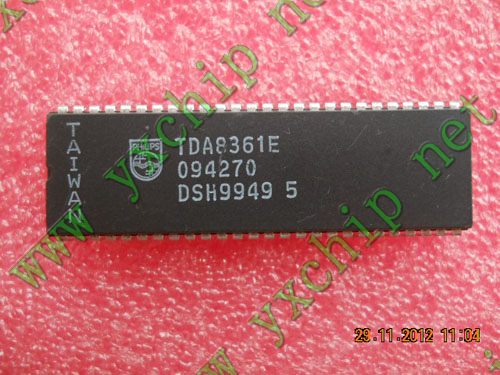 TAIWAN
PHILIPS
TDA8361E
094270
DSH9949 5
www yxchip net
www yxchip net
www yxchip net
29.11.2012 11:04